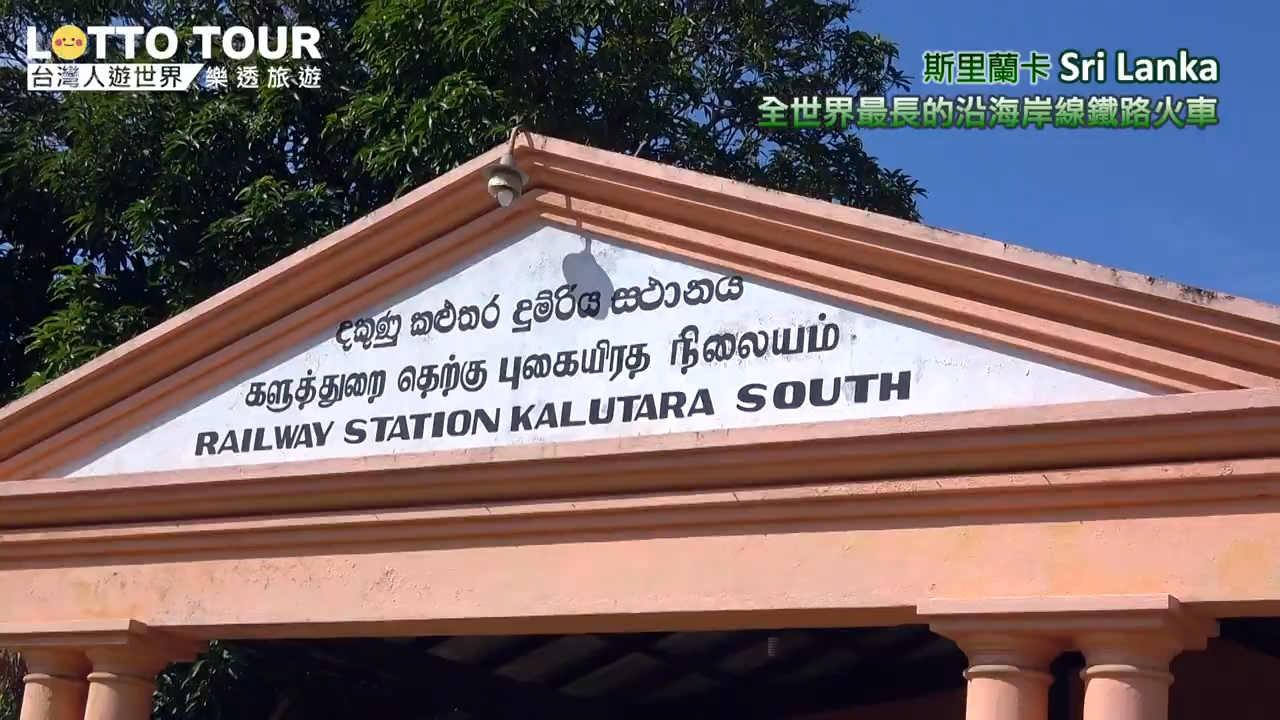 LOTTO TOUR
台灣人遊世界 樂透旅遊
斯里蘭卡 Sri Lanka
全世界最長的沿海岸線鐵路火車
දකුණු කළුතර දුම්රිය ස්ථානය
களுத்துறை தெற்கு புகையிரத நிலையம்
RAILWAY STATION KALUTARA SOUTH